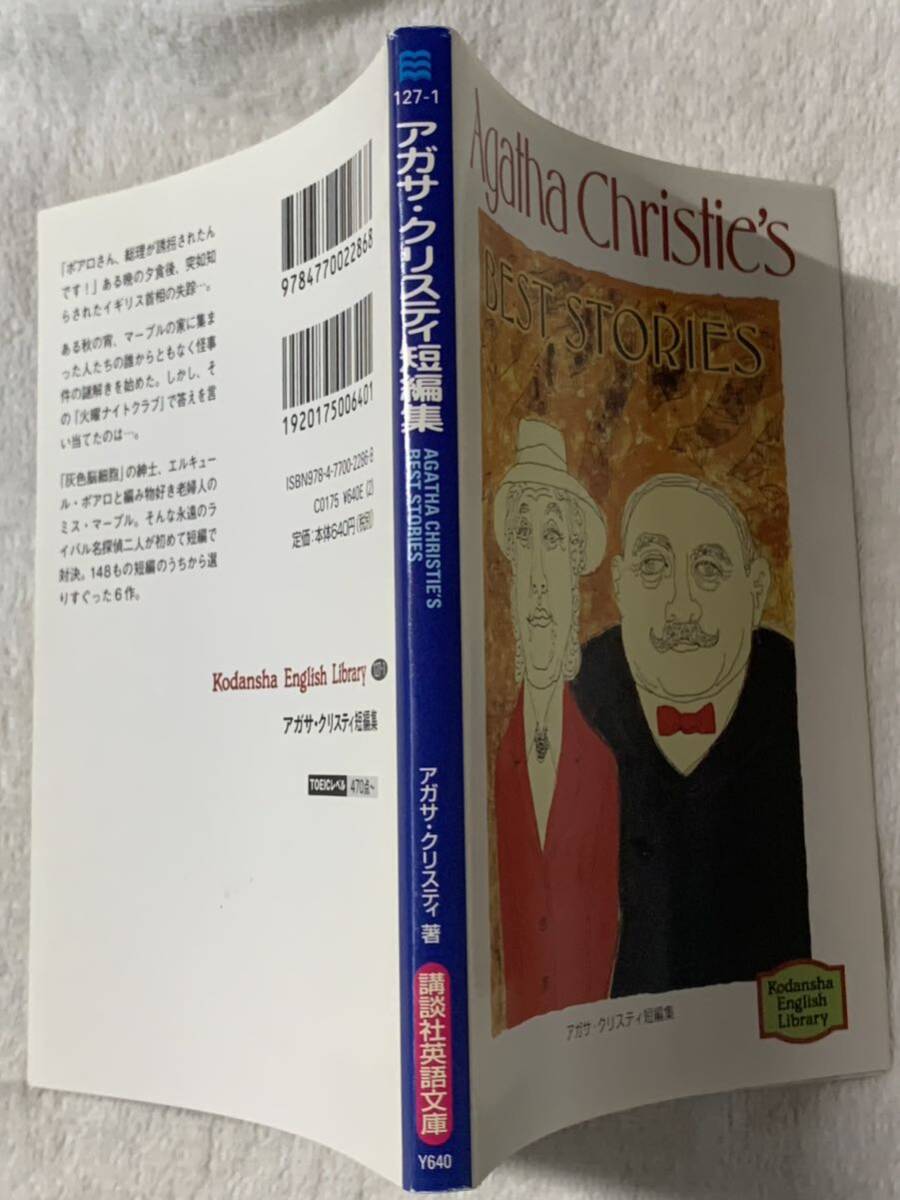 「ポアロさん、総理が誘拐されたん
です！」ある晩の夕食後、突如知
らされたイギリス首相の失踪…。
ある秋の宵、マープルの家に集ま
った人たちの誰からともなく怪事
件の謎解きを始めた。しかし、そ
の「火曜ナイトクラブ」で答えを言
い当てたのは…。
「灰色脳細胞」の紳士、エルキュー
ル・ポアロと編み物好き老婦人の
ミス・マープル。そんな永遠のラ
イバル名探偵二人が初めて短編で
対決。148もの短編のうちから選
りすぐった6作。
9784770022868
1920175006401
ISBN978-4-7700-2286-8
C0175 ¥640E (2)
定価:本体640円(税別)
Kodansha English Library 127-1
アガサ・クリスティ短編集
TOEICレベル 470点~
127-1
アガサ・クリスティ短編集
AGATHA CHRISTIE'S
BEST STORIES
アガサ・クリスティ 著
講談社英語文庫
Y640
Agatha Christie's
BEST STORIES
アガサ・クリスティ短編集
Kodansha
English
Library